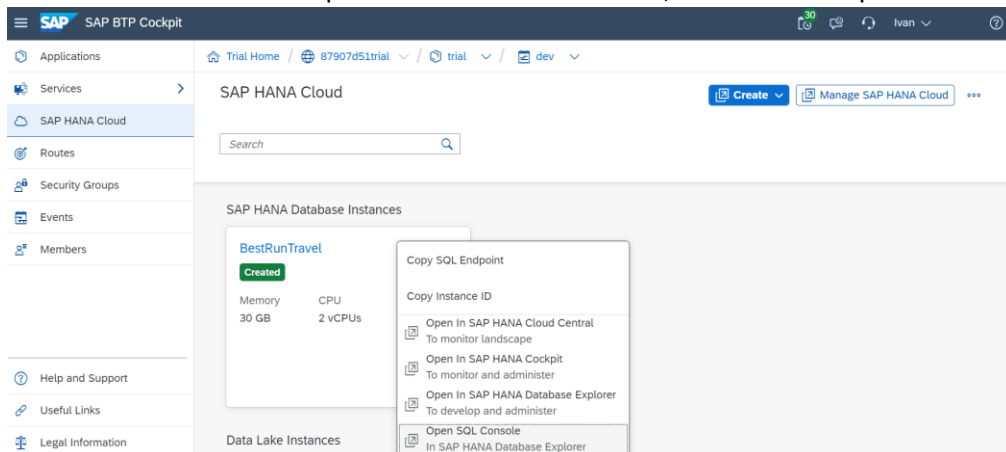 SAP SAP BTP Cockpit
30
Ivan
Applications
Services
SAP HANA Cloud
Routes
Security Groups
Events
Members
Help and Support
Useful Links
Legal Information
Trial Home / 87907d51trial / trial / dev
SAP HANA Cloud
Create
Manage SAP HANA Cloud
Search
SAP HANA Database Instances
BestRunTravel
Created
Memory CPU
30 GB 2 vCPUs
Copy SQL Endpoint
Copy Instance ID
Open In SAP HANA Cloud Central
To monitor landscape
Open In SAP HANA Cockpit
To monitor and administer
Open In SAP HANA Database Explorer
To develop and administer
Open SQL Console
In SAP HANA Database Explorer
Data Lake Instances